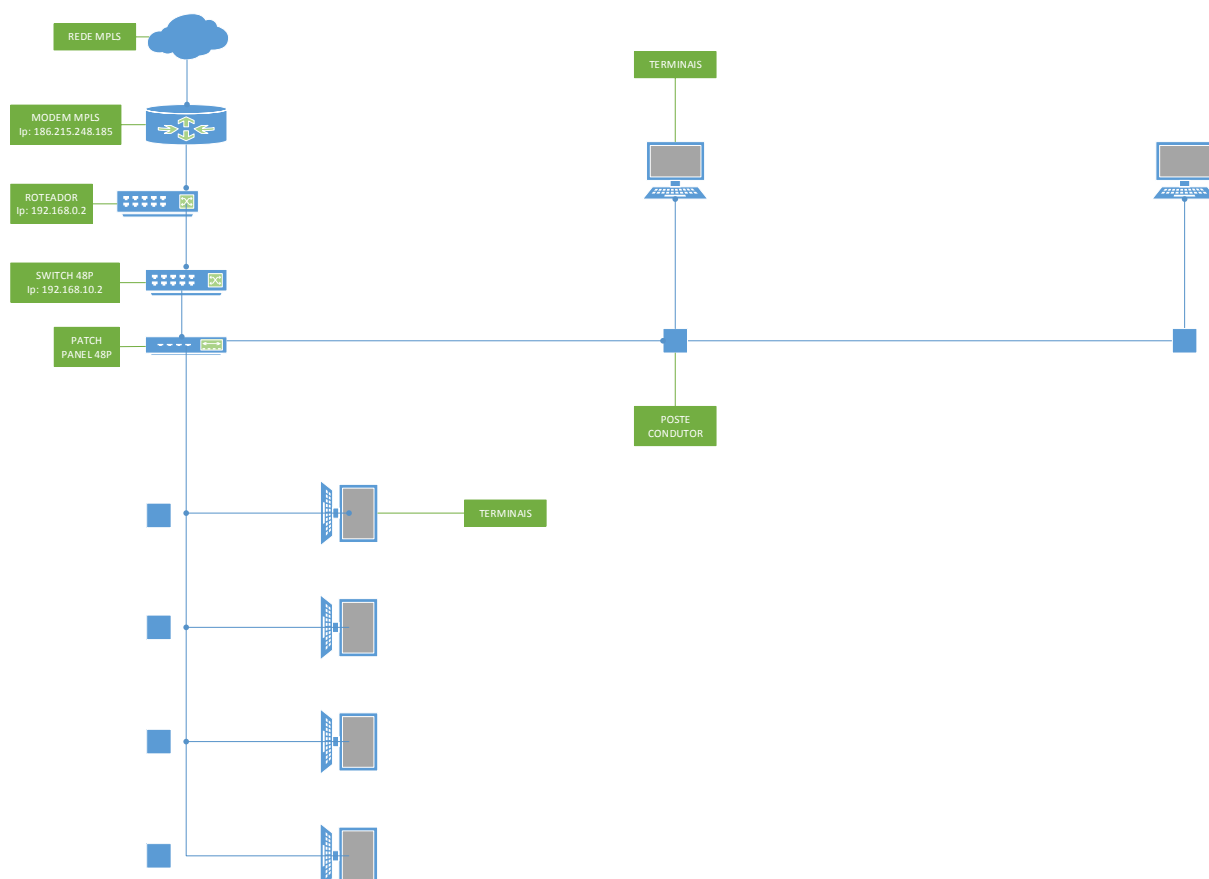 REDE MPLS
TERMINAIS
MODEM MPLS
Ip: 186.215.248.185
ROTEADOR
Ip: 192.168.0.2
SWITCH 48P
Ip: 192.168.10.2
PATCH
PANEL 48P
POSTE
CONDUTOR
TERMINAIS